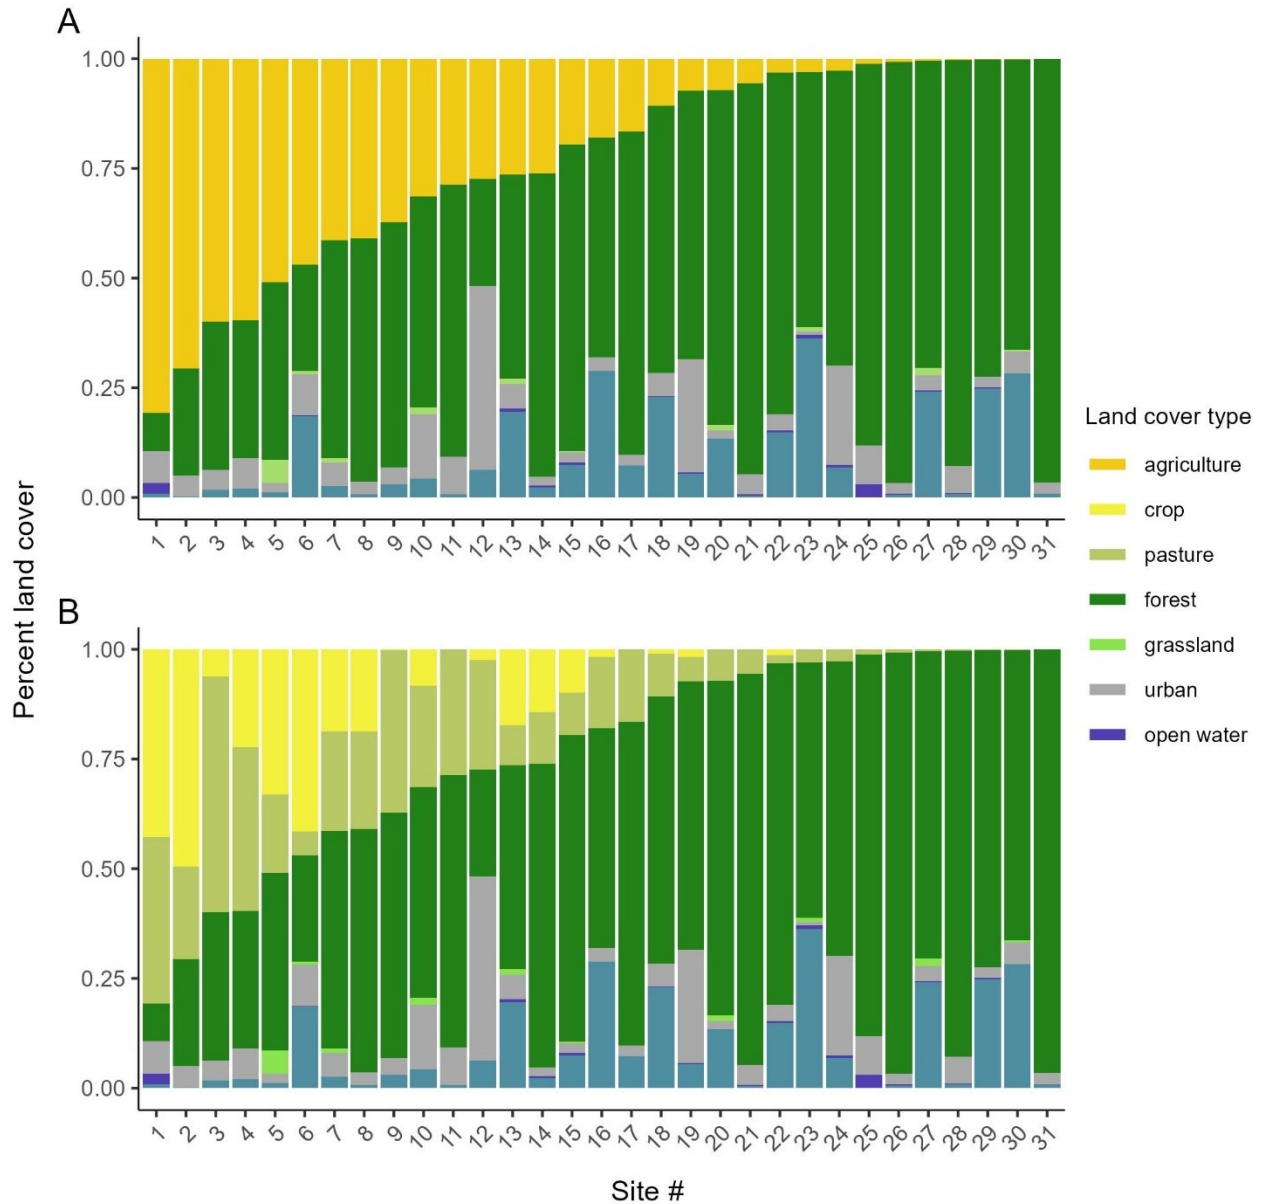 A
1.00
0.75
0.50
0.25
0.00
1 2 3 4 5 6 7 8 9 10 11 12 13 14 15 16 17 18 19 20 21 22 23 24 25 26 27 28 29 30 31
Percent land cover
B
1.00
0.75
0.50
0.25
0.00
1 2 3 4 5 6 7 8 9 10 11 12 13 14 15 16 17 18 19 20 21 22 23 24 25 26 27 28 29 30 31
Site #
Land cover type
agriculture
crop
pasture
forest
grassland
urban
open water